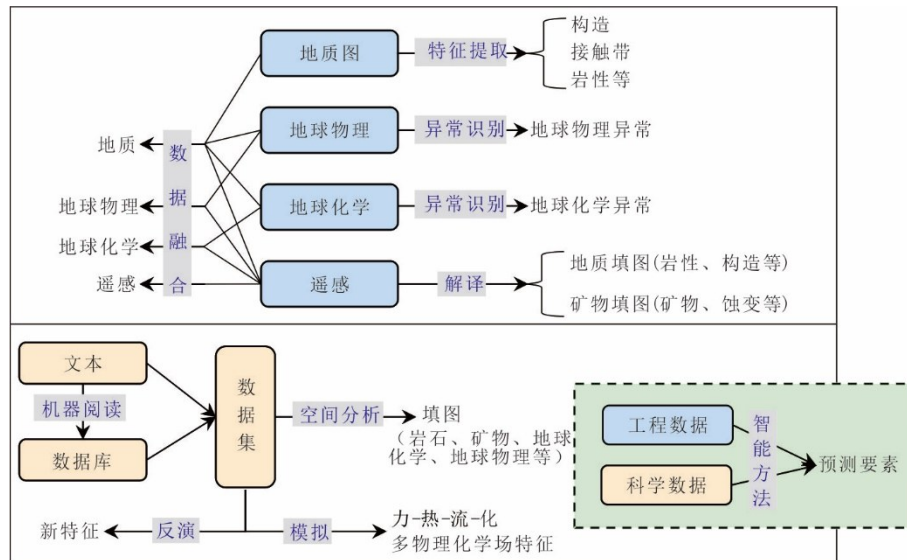 地质图
特征提取
构造
接触带
岩性等
地质
地球物理
地球化学
遥感
数据融合
地球物理
异常识别
地球物理异常
地球化学
异常识别
地球化学异常
遥感
解译
地质填图(岩性、构造等)
矿物填图(矿物、蚀变等)
文本
机器阅读
数据库
数据集
空间分析
填图
（岩石、矿物、地球
化学、地球物理等）
新特征
反演
模拟
力-热-流-化
多物理化学场特征
工程数据
科学数据
智能方法
预测要素